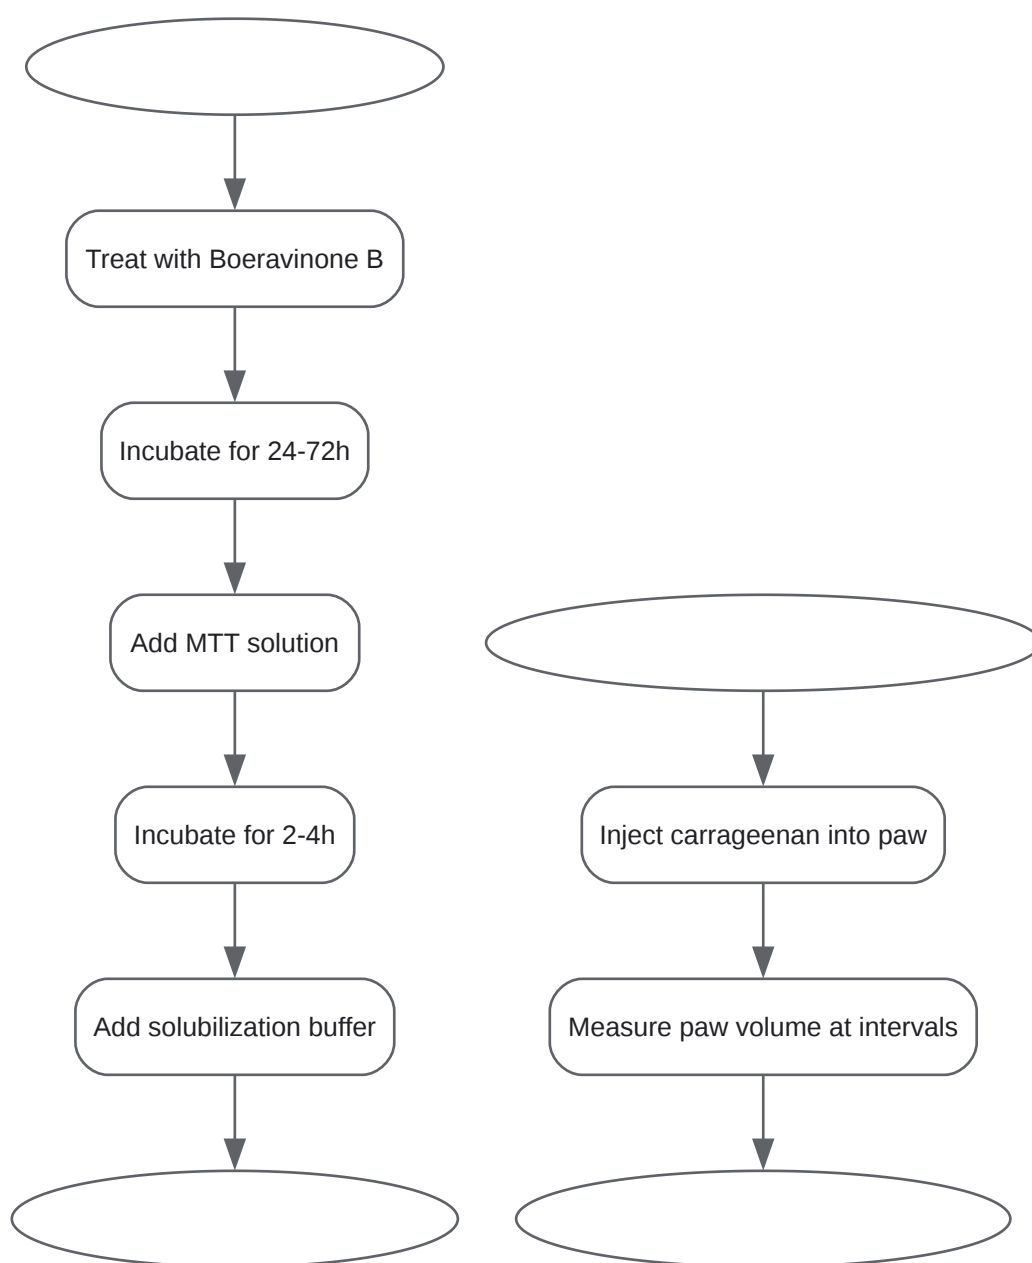 Treat with Boeravinone B
Incubate for 24-72h
Add MTT solution
Incubate for 2-4h
Add solubilization buffer
Inject carrageenan into paw
Measure paw volume at intervals